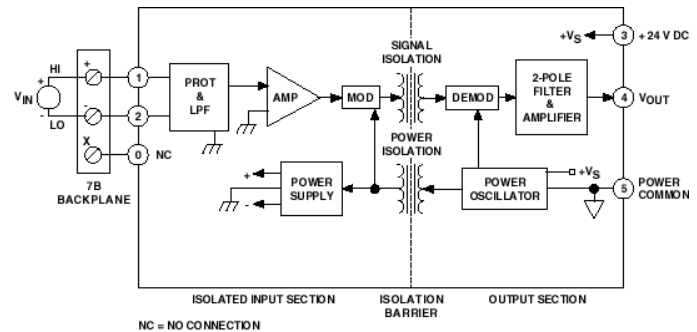 +VS
3
+ 24 V DC
SIGNAL
ISOLATION
HI
+
1
VIN
+
-
-
2
LO
X
0
NC
7B
BACKPLANE
PROT
&
LPF
AMP
MOD
DEMOD
2-POLE
FILTER
&
AMPLIFIER
4
VOUT
POWER
ISOLATION
+
-
POWER
SUPPLY
POWER
OSCILLATOR
+VS
5
POWER
COMMON
ISOLATED INPUT SECTION
ISOLATION
BARRIER
OUTPUT SECTION
NC = NO CONNECTION